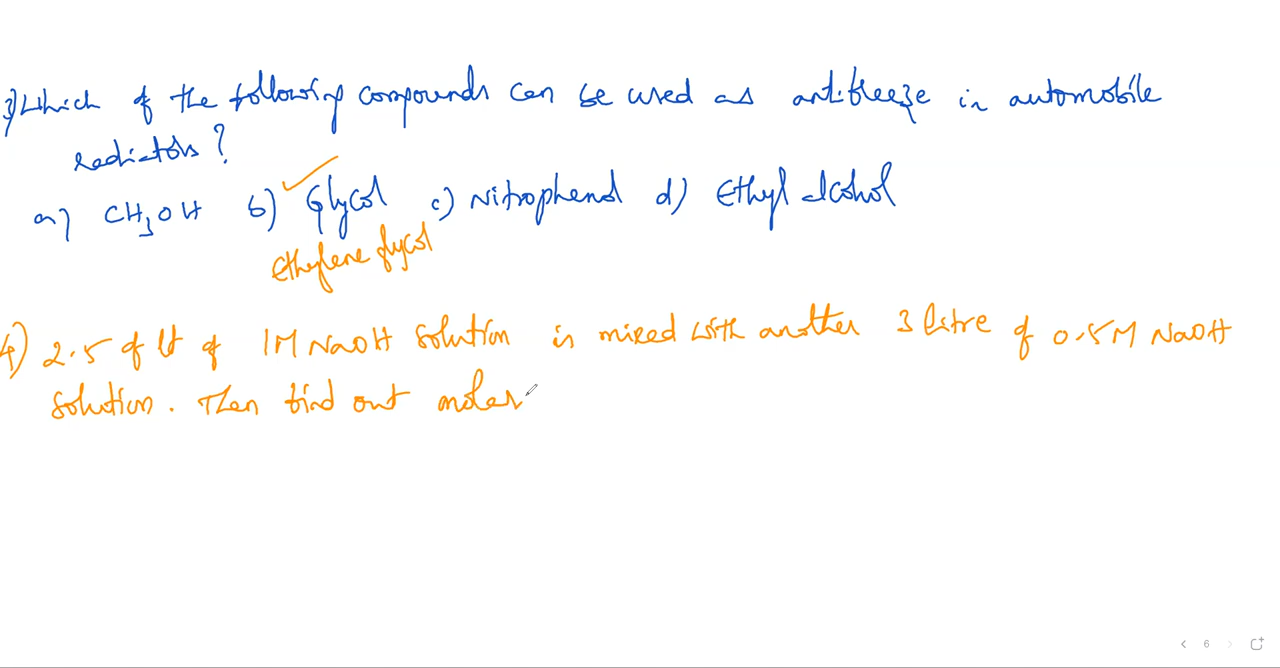 3) Which of the following compounds can be used as antifreeze in automobile
radiators?
a) CH3OH b) Glycol c) Nitrophenol d) Ethyl alcohol
Ethylene glycol
4) 2.5 of lt of 1M NaOH solution is mixed with another 3 litre of 0.5M NaOH
solution. Then find out molar
6